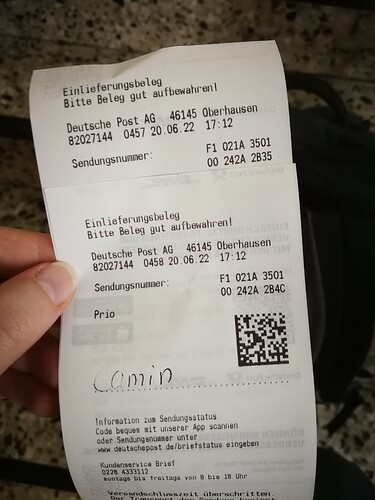 Einlieferungsbeleg
Bitte Beleg gut aufbewahren!
Deutsche Post AG 46145 Oberhausen
82027144 0457 20.06.22 17:12
Sendungsnummer: F1 021A 3501
00 242A 2B35
Einlieferungsbeleg
Bitte Beleg gut aufbewahren!
Deutsche Post AG 46145 Oberhausen
82027144 0458 20.06.22 17:12
Sendungsnummer: F1 021A 3501
00 242A 2B4C
Prio
Camin
Information zum Sendungsstatus
Code bequem mit unserer App scannen
oder Sendungsnummer unter
www.deutschepost.de/briefstatus eingeben
Kundenservice Brief
0228 4333112
montags bis freitags von 8 bis 18 Uhr
Versandschlusszeit überschritten.